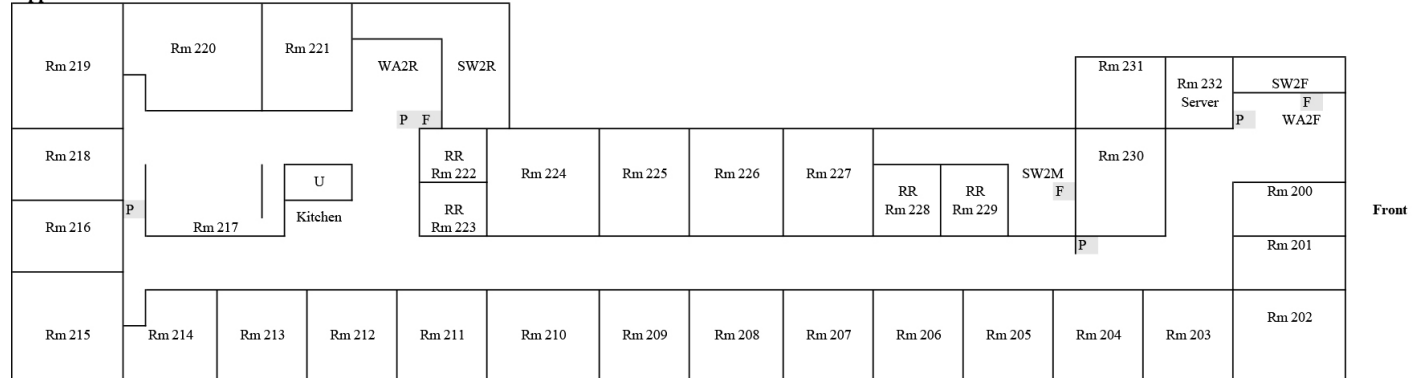 Rm 219
Rm 220
Rm 221
WA2R
SW2R
P F
Rm 231
Rm 232
Server
SW2F
F
P
WA2F
Rm 218
U
Kitchen
RR
Rm 222
RR
Rm 223
Rm 224
Rm 225
Rm 226
Rm 227
RR
Rm 228
RR
Rm 229
SW2M
F
Rm 230
P
Rm 200
Front
Rm 216
P
Rm 217
Rm 201
Rm 215
Rm 214
Rm 213
Rm 212
Rm 211
Rm 210
Rm 209
Rm 208
Rm 207
Rm 206
Rm 205
Rm 204
Rm 203
Rm 202